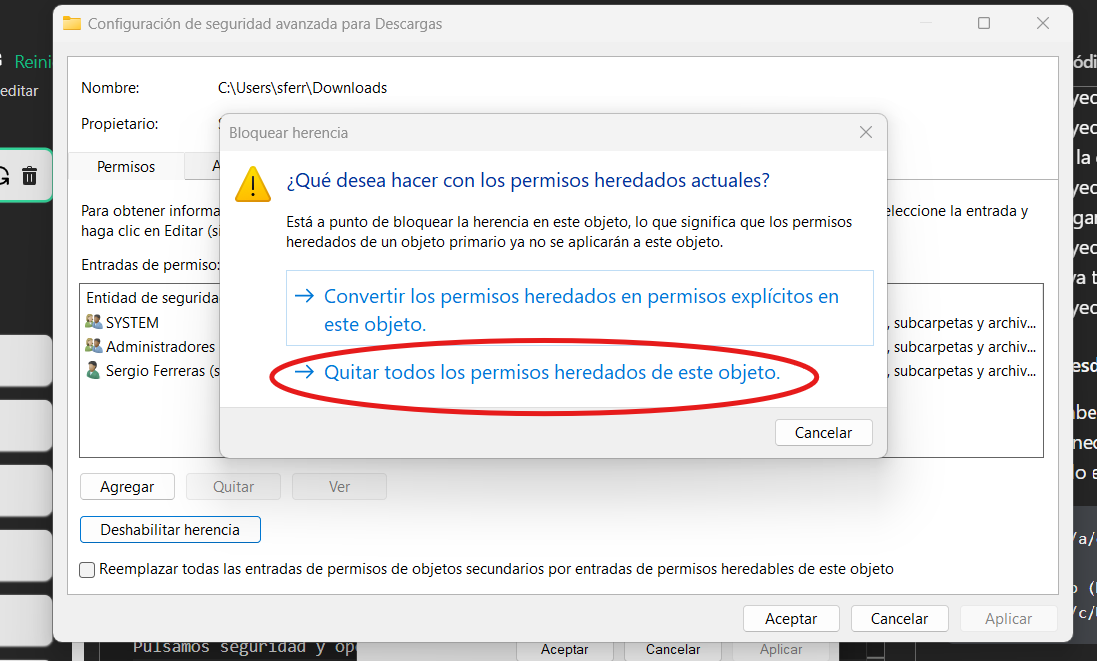 Configuración de seguridad avanzada para Descargas
Reini
editar
Nombre:
C:\Users\sferr\Downloads
Propietario:
Permisos
Para obtener informa
eleccione la entrada y
haga clic en Editar (si
Entradas de permiso:
Entidad de segurida
SYSTEM
, subcarpetas y archiv...
Administradores
, subcarpetas y archiv...
Sergio Ferreras (s
, subcarpetas y archiv...
Bloquear herencia
¿Qué desea hacer con los permisos heredados actuales?
Está a punto de bloquear la herencia en este objeto, lo que significa que los permisos
heredados de un objeto primario ya no se aplicarán a este objeto.
Convertir los permisos heredados en permisos explícitos en
este objeto.
Quitar todos los permisos heredados de este objeto.
Cancelar
Agregar
Quitar
Ver
Deshabilitar herencia
Reemplazar todas las entradas de permisos de objetos secundarios por entradas de permisos heredables de este objeto
Aceptar
Cancelar
Aplicar
Pulsamos seguridad y op
Aceptar
Cancelar
Aplicar